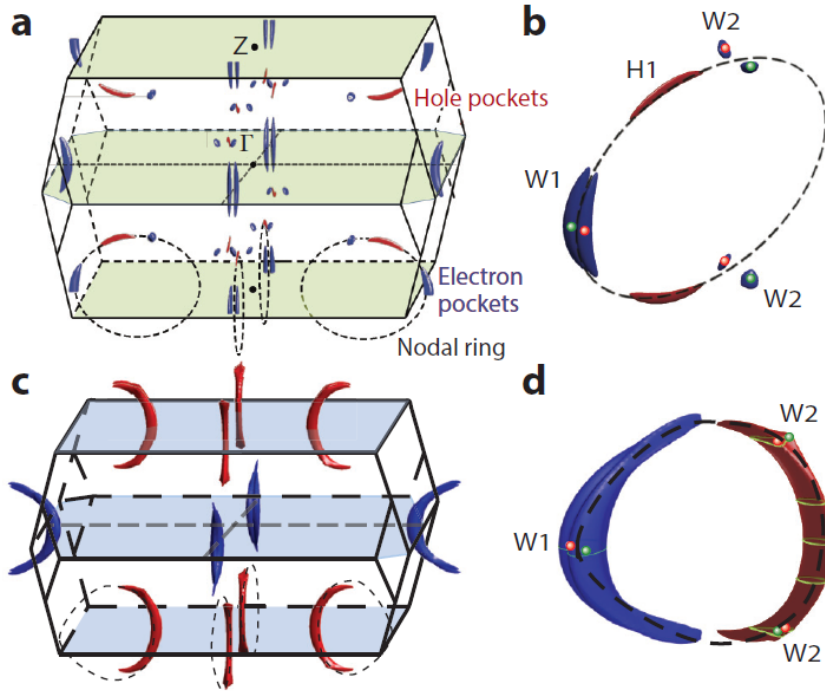 a
Z
Hole pockets
Γ
Electron
pockets
Nodal ring
b
W2
H1
W1
W2
c
d
W2
W1
W2